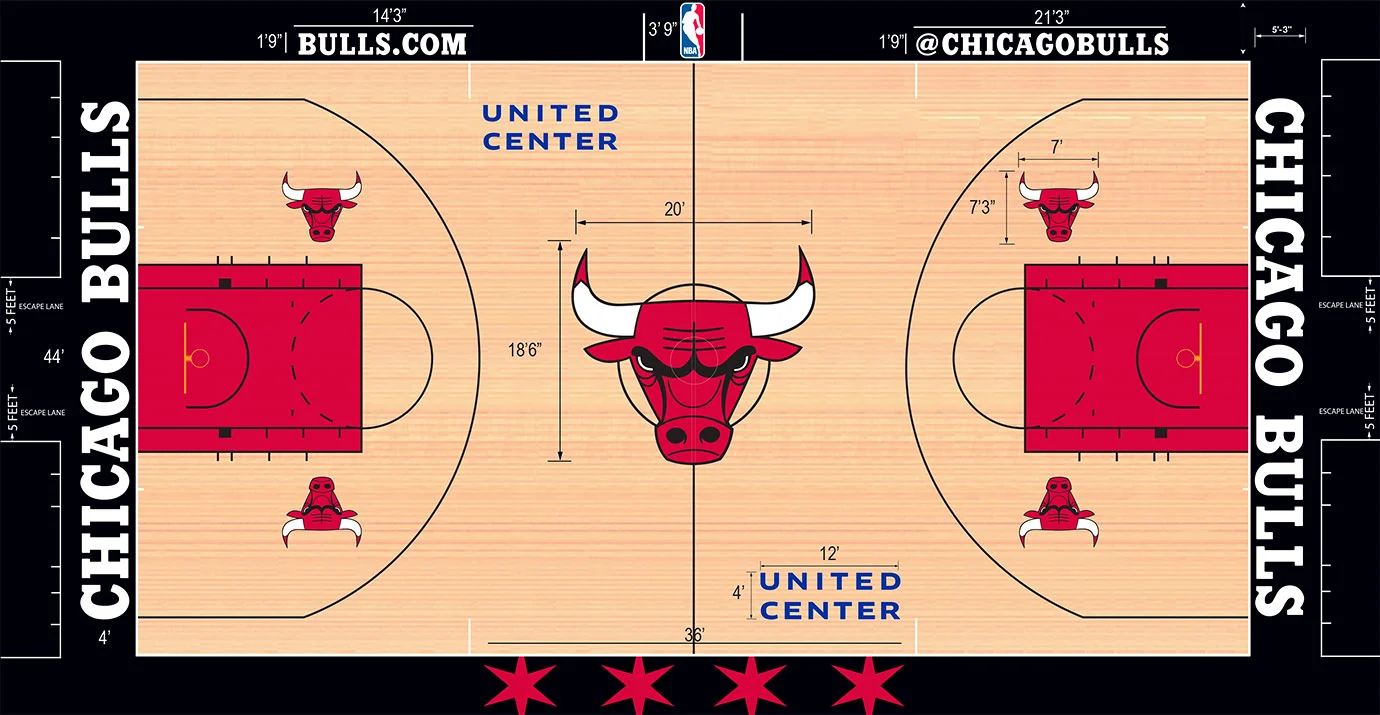 14'3"
1'9"
BULLS.COM
3'9"
NBA
21'3"
1'9"
@CHICAGOBULLS
5'-3"
UNITED
CENTER
CHICAGO BULLS
CHICAGO BULLS
7'
7'3"
20'
18'6"
5 FEET
ESCAPE LANE
44'
5 FEET
ESCAPE LANE
ESCAPE LANE
5 FEET
ESCAPE LANE
5 FEET
12'
4'
UNITED
CENTER
4'
36'